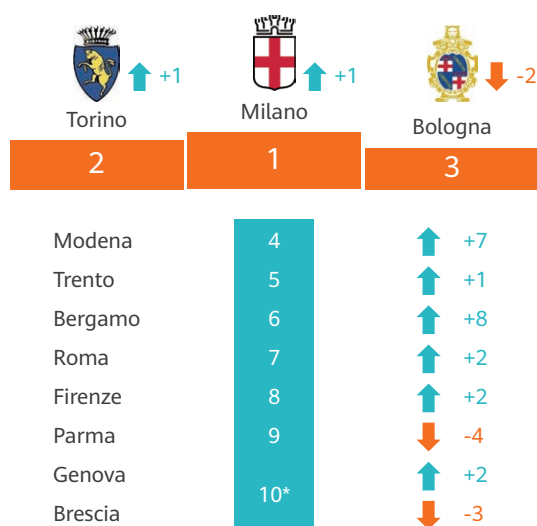 +1
+1
-2
Torino
Milano
Bologna
2
1
3
Modena 4 +7
Trento 5 +1
Bergamo 6 +8
Roma 7 +2
Firenze 8 +2
Parma 9 -4
Genova +2
10*
Brescia -3